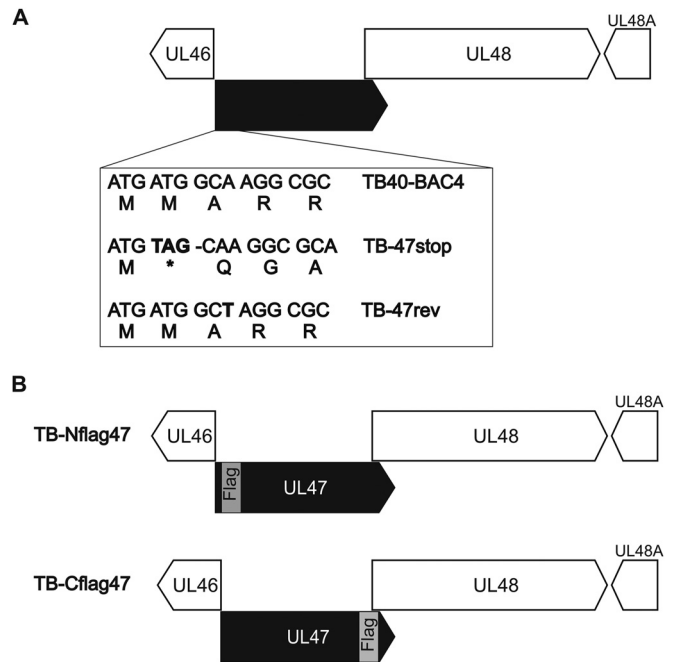 A
UL48A
UL46
UL48
ATG ATG GCA AGG CGC TB40-BAC4
M M A R R
ATG TAG -CAA GGC GCA TB-47stop
M * Q G A
ATG ATG GCT AGG CGC TB-47rev
M M A R R
B
UL48A
TB-Nflag47
UL46
UL48
Flag
UL47
UL48A
TB-Cflag47
UL46
UL48
UL47
Flag